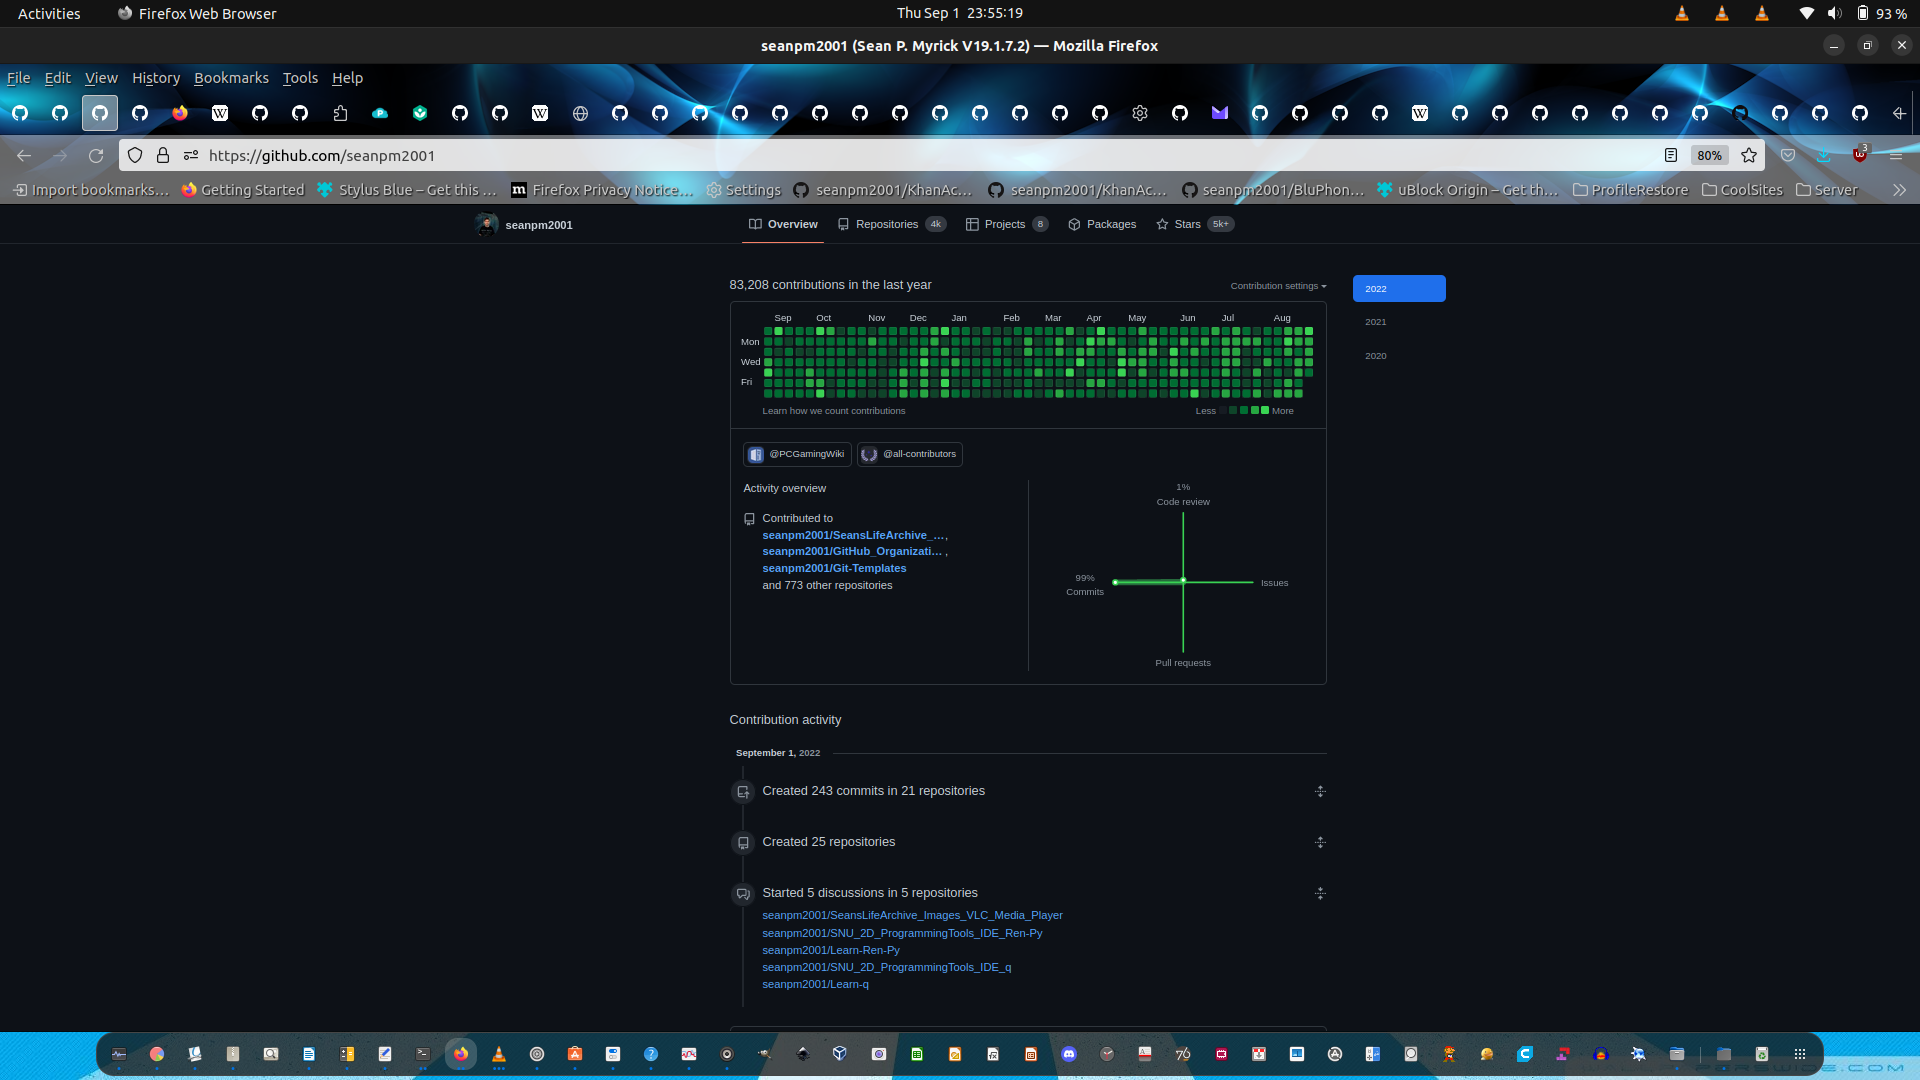 Activities Firefox Web Browser Thu Sep 1 23:55:19 93 %
seanpm2001 (Sean P. Myrick V19.1.7.2) — Mozilla Firefox
File Edit View History Bookmarks Tools Help
https://github.com/seanpm2001 80% 3
Import bookmarks… Getting Started Stylus Blue – Get this … Firefox Privacy Notice… Settings seanpm2001/KhanAc… seanpm2001/KhanAc… seanpm2001/BluPhon… uBlock Origin – Get th… ProfileRestore CoolSites Server
seanpm2001 Overview Repositories 4k Projects 8 Packages Stars 5k+
83,208 contributions in the last year Contribution settings
2022
2021
2020
Sep Oct Nov Dec Jan Feb Mar Apr May Jun Jul Aug
Mon
Wed
Fri
Learn how we count contributions Less More
@PCGamingWiki @all-contributors
Activity overview
Contributed to
seanpm2001/SeansLifeArchive_…,
seanpm2001/GitHub_Organizati… ,
seanpm2001/Git-Templates
and 773 other repositories
1%
Code review
99%
Commits
Issues
Pull requests
Contribution activity
September 1, 2022
Created 243 commits in 21 repositories
Created 25 repositories
Started 5 discussions in 5 repositories
seanpm2001/SeansLifeArchive_Images_VLC_Media_Player
seanpm2001/SNU_2D_ProgrammingTools_IDE_Ren-Py
seanpm2001/Learn-Ren-Py
seanpm2001/SNU_2D_ProgrammingTools_IDE_q
seanpm2001/Learn-q
76